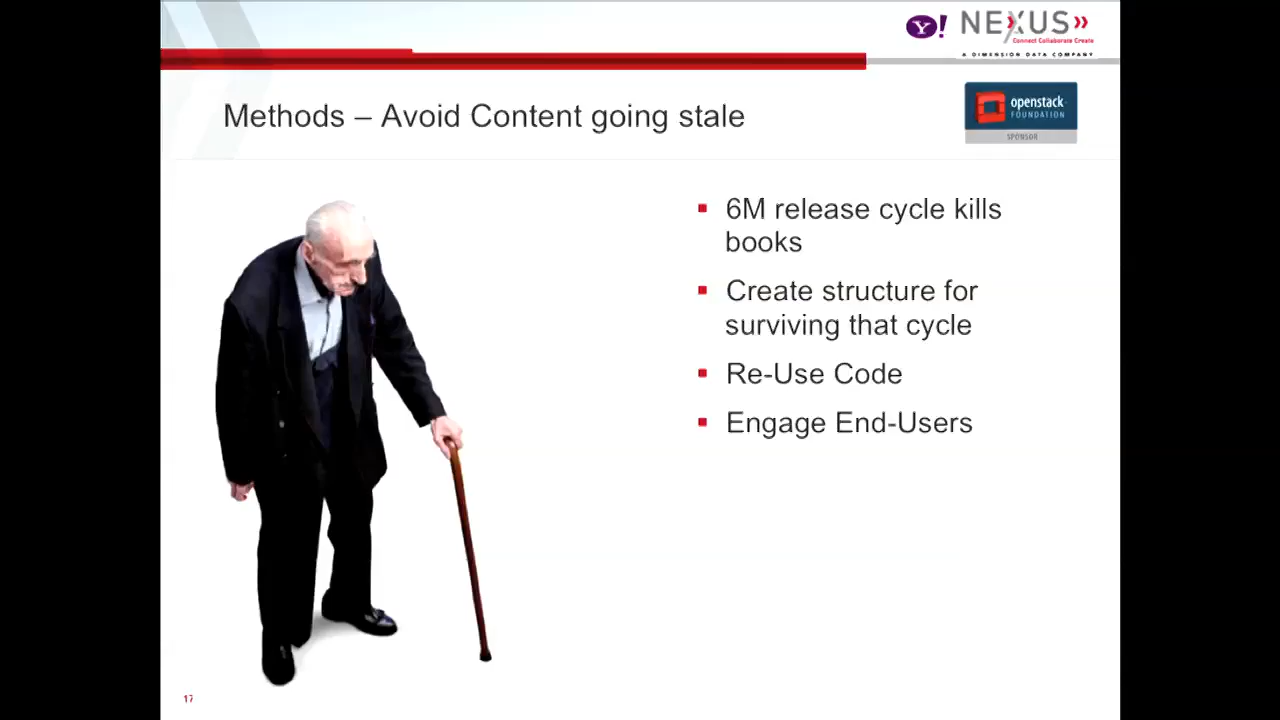 Y! NEXUS
Connect Collaborate Create
A DIMENSION DATA COMPANY
Methods – Avoid Content going stale
openstack
FOUNDATION
SPONSOR
6M release cycle kills
books
Create structure for
surviving that cycle
Re-Use Code
Engage End-Users
17